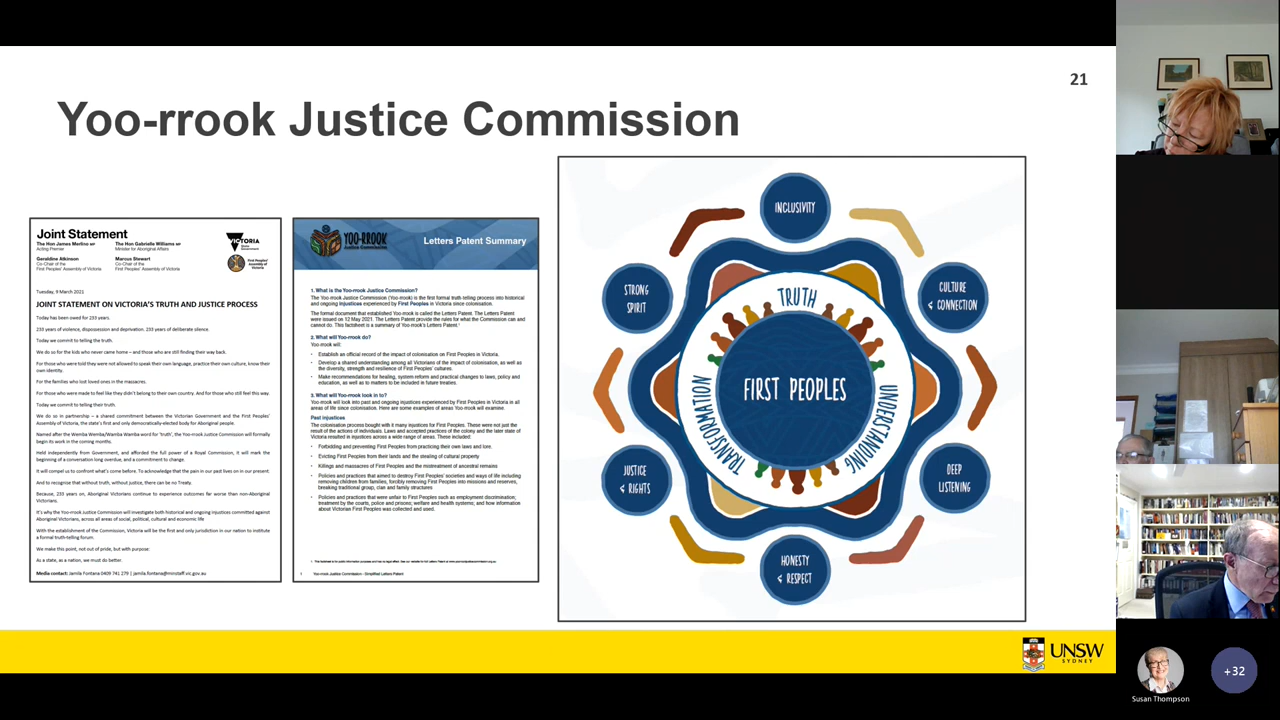 21
Yoo-rrook Justice Commission
Joint Statement
The Hon James Merlino MP
Acting Premier
The Hon Gabrielle Williams MP
Minister for Aboriginal Affairs
Geraldine Atkinson
Co-Chair of the
First Peoples' Assembly of Victoria
Marcus Stewart
Co-Chair of the
First Peoples' Assembly of Victoria
VICTORIA
State
Government
First Peoples'
Assembly of
Victoria
Tuesday, 9 March 2021
JOINT STATEMENT ON VICTORIA'S TRUTH AND JUSTICE PROCESS
Today has been owed for 233 years.
233 years of violence, dispossession and deprivation. 233 years of deliberate silence.
Today we commit to telling the truth.
We do so for the kids who never came home – and those who are still finding their way back.
For those who were told they were not allowed to speak their own language, practice their own culture, know their
own identity.
For the families who lost loved ones in the massacres.
For those who were made to feel like they didn't belong to their own country. And for those who still feel this way.
Today we commit to telling the truth.
We do so in partnership – a shared commitment between the Victorian Government and the First Peoples'
Assembly of Victoria, the state's first and only democratically-elected body for Aboriginal people.
Named after the Wemba Wemba/Wamba Wamba word for 'truth', the Yoo-rrook Justice Commission will formally
begin its work in the coming months.
Held independently from Government, and afforded the full power of a Royal Commission, it will mark the
beginning of a conversation long overdue, and a commitment to change.
It will compel us to confront what's come before. To acknowledge that the pain in our past lives on in our present.
And to recognise that without truth, without justice, there can be no Treaty.
Because, 233 years on, Aboriginal Victorians continue to experience outcomes far worse than non-Aboriginal
Victorians.
It's why the Yoo-rrook Justice Commission will investigate both historical and ongoing injustices committed against
Aboriginal Victorians, across all areas of social, political, cultural and economic life
With the establishment of the Commission, Victoria will be the first and only jurisdiction in our nation to institute
a formal truth-telling forum.
We make this point, not out of pride, but with purpose:
As a state, as a nation, we must do better.
Media contact: Jamila Fontana 0409 741 279 | jamila.fontana@minstaff.vic.gov.au
YOO-RROOK
Justice Commission
Letters Patent Summary
1. What is the Yoo-rrook Justice Commission?
The Yoo-rrook Justice Commission (Yoo-rrook) is the first formal truth-telling process into historical
and ongoing injustices experienced by First Peoples in Victoria since colonisation.
The formal document that established Yoo-rrook is called the Letters Patent. The Letters Patent
were issued on 12 May 2021. The Letters Patent provide the rules for what the Commission can and
cannot do. This factsheet is a summary of Yoo-rrook's Letters Patent.¹
2. What will Yoo-rrook do?
Yoo-rrook will:
• Establish an official record of the impact of colonisation on First Peoples in Victoria.
• Develop a shared understanding among all Victorians of the impact of colonisation, as well as
the diversity, strength and resilience of First Peoples' cultures.
• Make recommendations for healing, system-reform and practical changes to laws, policy and
education, as well as to matters to be included in future treaties.
3. What will Yoo-rrook look in to?
Yoo-rrook will look into past and ongoing injustices experienced by First Peoples in Victoria in all
areas of life since colonisation. Here are some examples of areas Yoo-rrook will examine.
Past injustices
The colonisation process bought with it many injustices for First Peoples. These were not just the
result of the actions of individuals. Laws and accepted practices of the colony and the later state of
Victoria resulted in injustices across a wide range of areas. These included:
• Forbidding and preventing First Peoples from practicing their own laws and lore.
• Evicting First Peoples from their lands and the stealing of cultural property
• Killings and massacres of First Peoples and the mistreatment of ancestral remains
• Policies and practices that aimed to destroy First Peoples' societies and ways of life including
removing children from families, forcibly removing First Peoples into missions and reserves,
breaking traditional group, clan and family structures
• Policies and practices that were unfair to First Peoples such as employment discrimination;
treatment by the courts, police and prisons; welfare and health systems; and how information
about Victorian First Peoples was collected and used.
1 Yoo-rrook Justice Commission - Simplified Letters Patent
INCLUSIVITY
STRONG
SPIRIT
CULTURE
& CONNECTION
TRUTH
FIRST PEOPLES
TRANSFORMATION
UNDERSTANDING
JUSTICE
& RIGHTS
DEEP
LISTENING
HONESTY
& RESPECT
UNSW
SYDNEY
Susan Thompson
+32